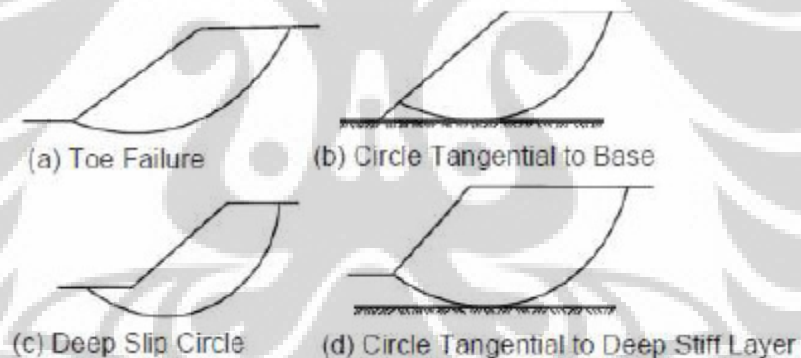 (a) Toe Failure
(b) Circle Tangential to Base
(c) Deep Slip Circle
(d) Circle Tangential to Deep Stiff Layer